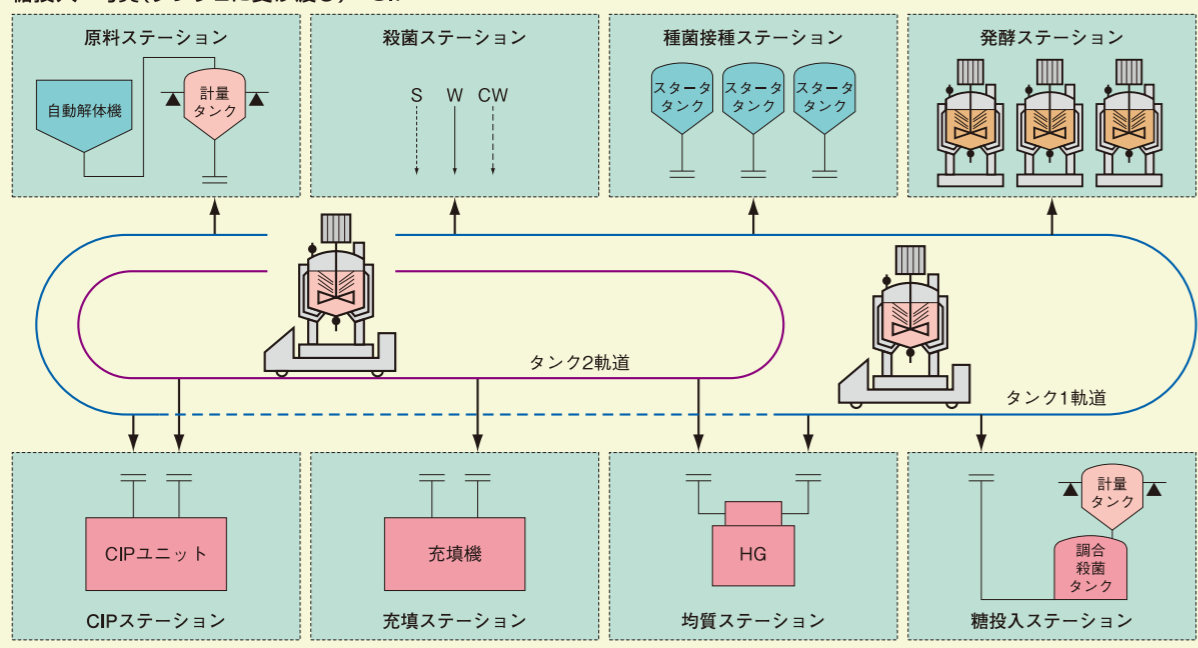 原料ステーション
自動解体機
計量
タンク
殺菌ステーション
S W CW
種菌接種ステーション
スタータ
タンク
スタータ
タンク
スタータ
タンク
発酵ステーション
タンク2軌道
タンク1軌道
CIPユニット
CIPステーション
充填機
充填ステーション
HG
均質ステーション
計量
タンク
調合
殺菌
タンク
糖投入ステーション